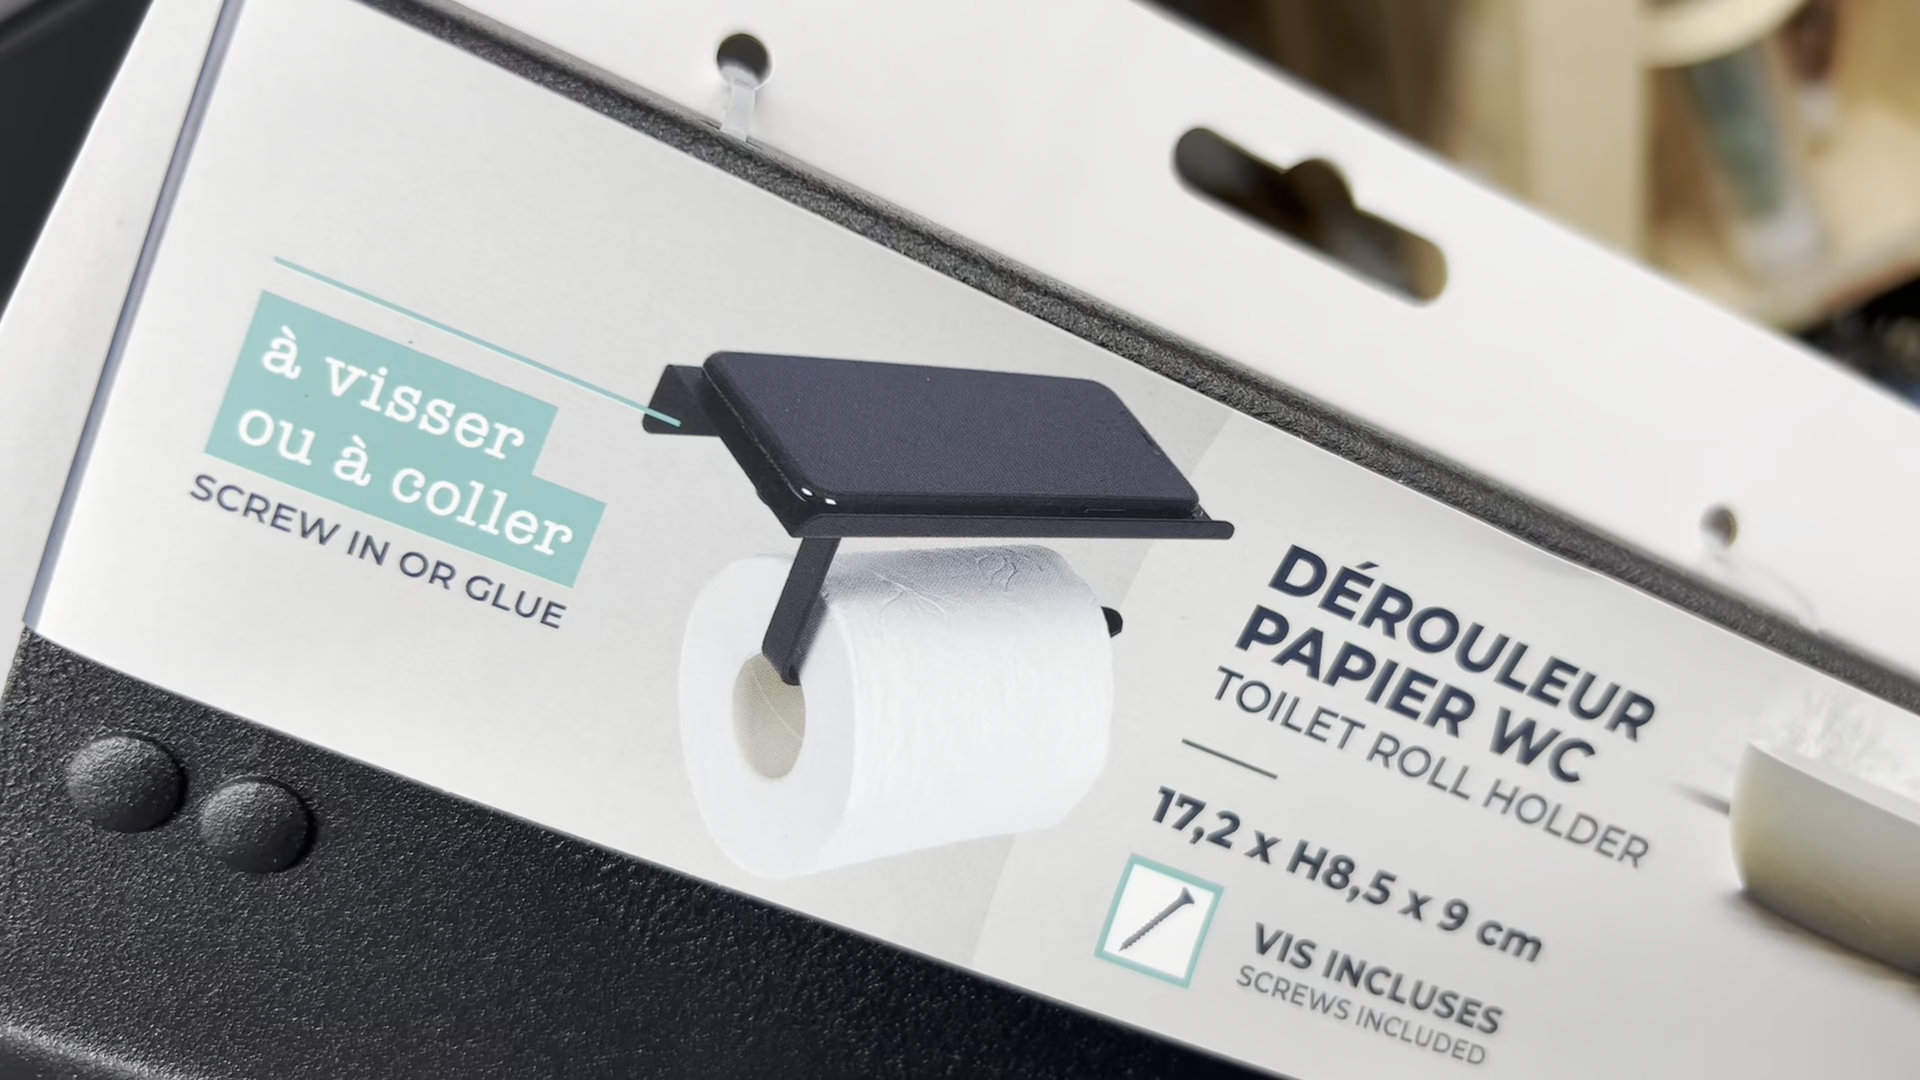 à visser
ou à coller
SCREW IN OR GLUE
DÉROULEUR
PAPIER WC
TOILET ROLL HOLDER
17,2 x H8,5 x 9 cm
VIS INCLUSES
SCREWS INCLUDED